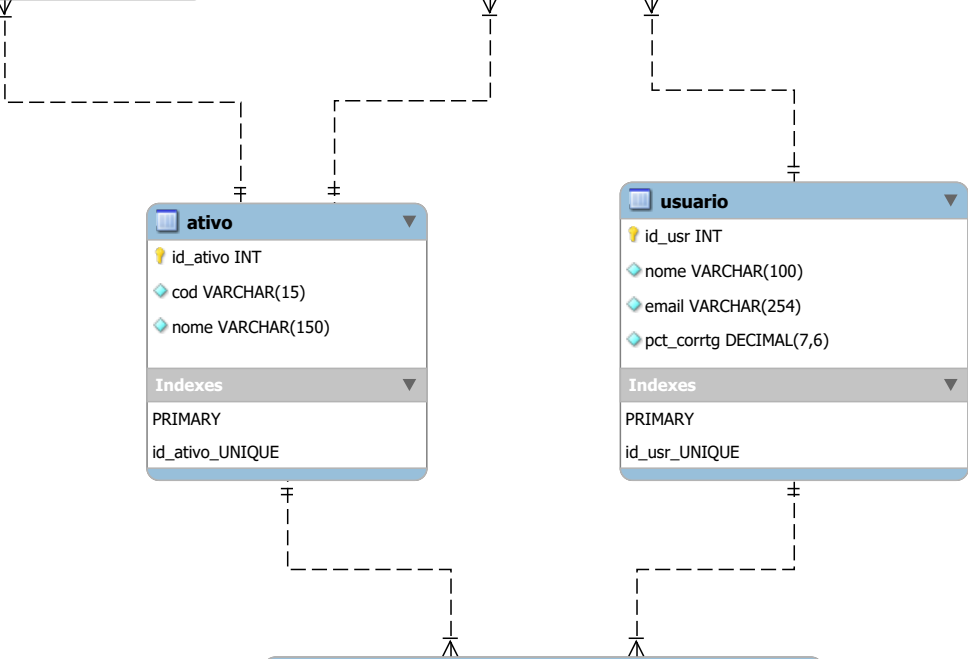 ativo
id_ativo INT
cod VARCHAR(15)
nome VARCHAR(150)
Indexes
PRIMARY
id_ativo_UNIQUE
usuario
id_usr INT
nome VARCHAR(100)
email VARCHAR(254)
pct_corrtg DECIMAL(7,6)
Indexes
PRIMARY
id_usr_UNIQUE